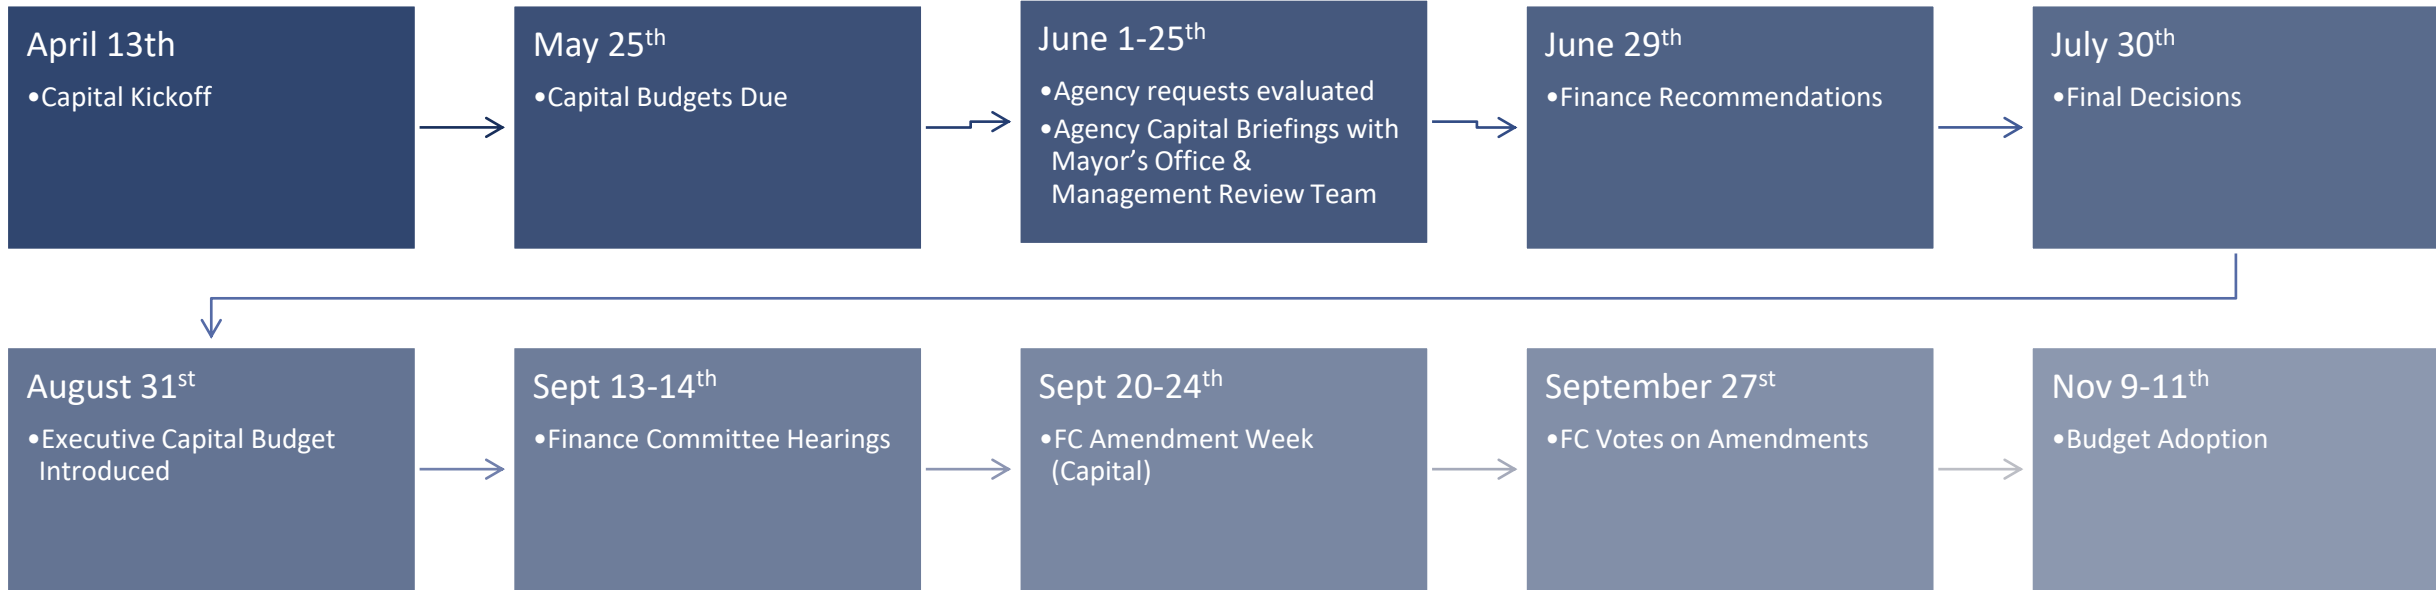 April 13th
•Capital Kickoff
May 25th
•Capital Budgets Due
June 1-25th
•Agency requests evaluated
•Agency Capital Briefings with
Mayor's Office &
Management Review Team
June 29th
•Finance Recommendations
July 30th
•Final Decisions
August 31st
•Executive Capital Budget
Introduced
Sept 13-14th
•Finance Committee Hearings
Sept 20-24th
•FC Amendment Week
(Capital)
September 27st
•FC Votes on Amendments
Nov 9-11th
•Budget Adoption